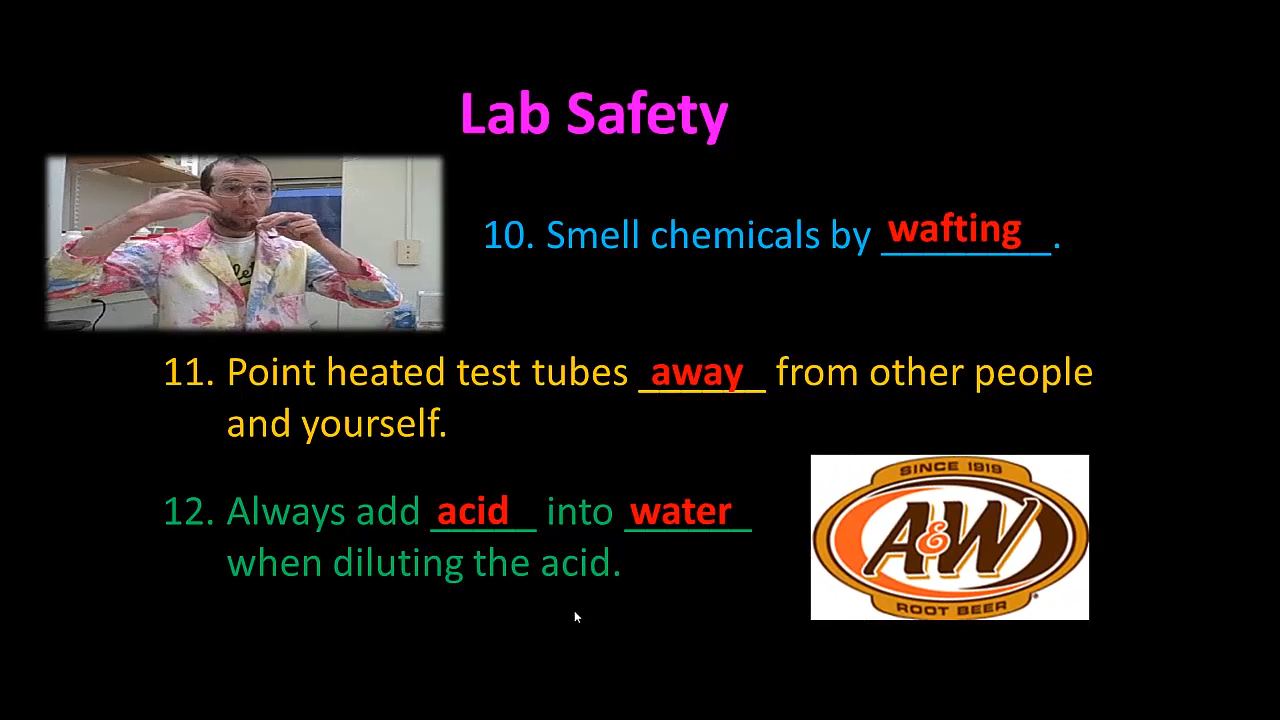 Lab Safety
10. Smell chemicals by wafting.
11. Point heated test tubes away from other people
and yourself.
12. Always add acid into water
when diluting the acid.
SINCE 1919
A&W
ROOT BEER